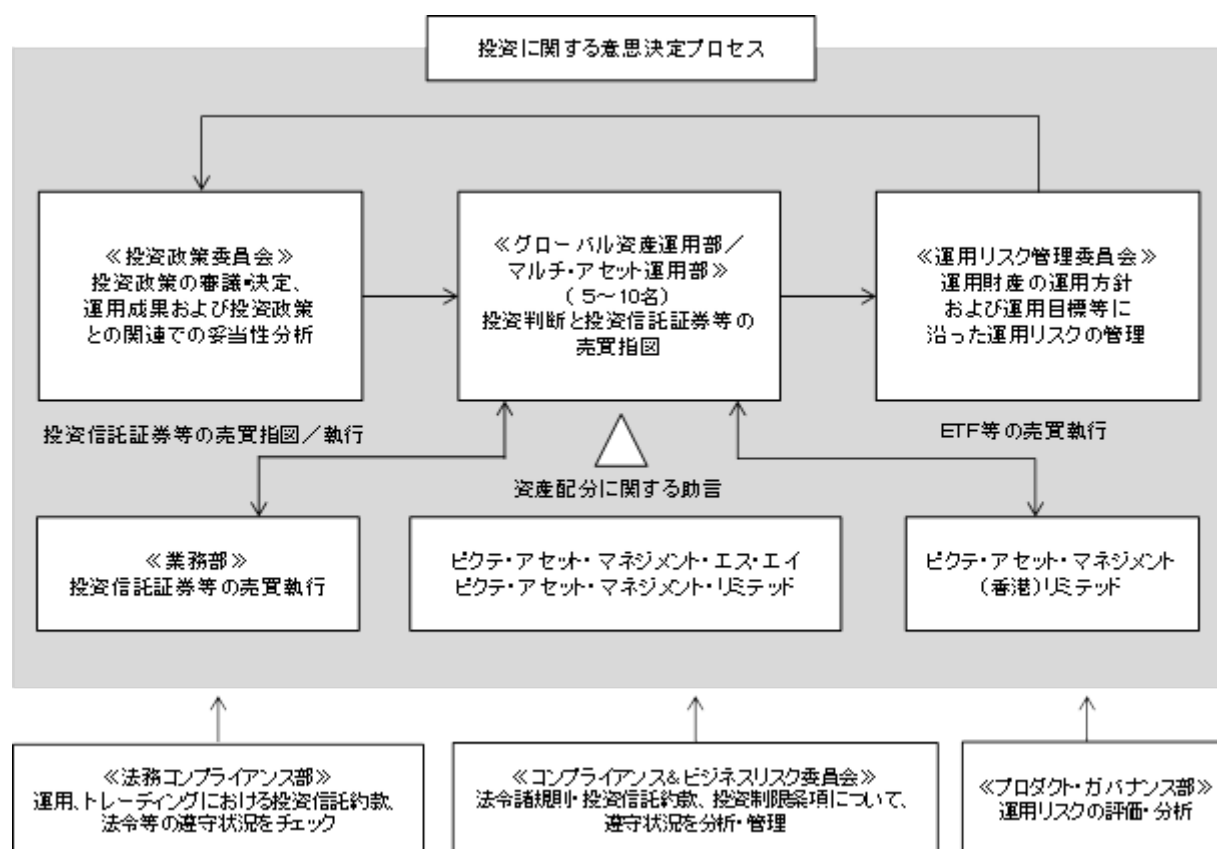 投資に関する意思決定プロセス
≪投資政策委員会≫
投資政策の審議・決定、
運用成果および投資政策
との関連での妥当性分析
≪グローバル資産運用部／
マルチ・アセット運用部≫
（5～10名）
投資判断と投資信託証券等の
売買指図
≪運用リスク管理委員会≫
運用財産の運用方針
および運用目標等に
沿った運用リスクの管理
投資信託証券等の売買指図／執行
ETF等の売買執行
資産配分に関する助言
≪業務部≫
投資信託証券等の売買執行
ピクテ・アセット・マネジメント・エス・エイ
ピクテ・アセット・マネジメント・リミテッド
ピクテ・アセット・マネジメント
（香港）リミテッド
≪法務コンプライアンス部≫
運用、トレーディングにおける投資信託約款、
法令等の遵守状況をチェック
≪コンプライアンス&ビジネスリスク委員会≫
法令諸規則・投資信託約款、投資制限条項について、
遵守状況を分析・管理
≪プロダクト・ガバナンス部≫
運用リスクの評価・分析